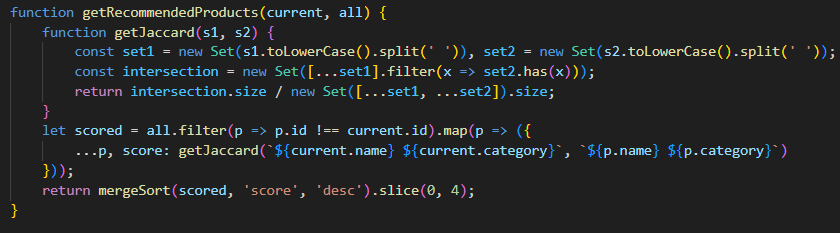 function getRecommendedProducts(current, all) {
    function getJaccard(s1, s2) {
        const set1 = new Set(s1.toLowerCase().split(' ')), set2 = new Set(s2.toLowerCase().split(' '));
        const intersection = new Set([...set1].filter(x => set2.has(x)));
        return intersection.size / new Set([...set1, ...set2]).size;
    }
    let scored = all.filter(p => p.id !== current.id).map(p => ({
        ...p, score: getJaccard(`${current.name} ${current.category}`, `${p.name} ${p.category}`)
    }));
    return mergeSort(scored, 'score', 'desc').slice(0, 4);
}